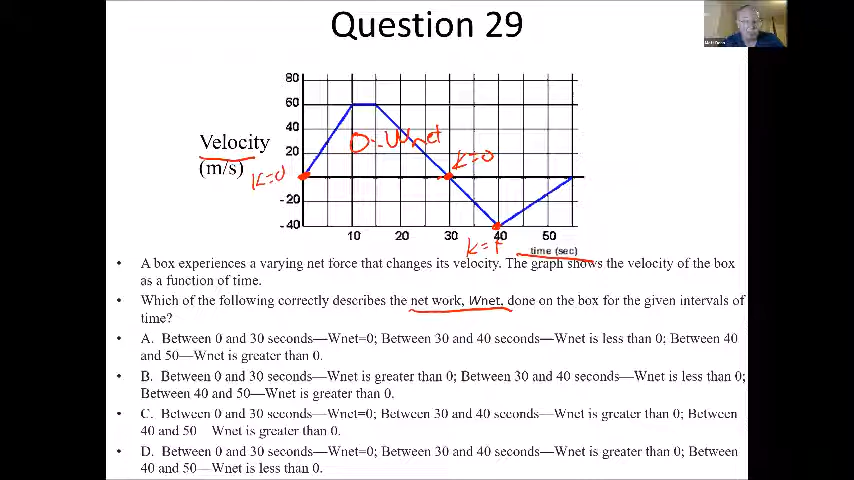 Question 29
80
60
40
20
-20
-40
10
20
30
40
50
time (sec)
Velocity
(m/s)
K=0
0=Wnet
K=0
K=+
• A box experiences a varying net force that changes its velocity. The graph shows the velocity of the box
as a function of time.
• Which of the following correctly describes the net work, Wnet, done on the box for the given intervals of
time?
• A. Between 0 and 30 seconds—Wnet=0; Between 30 and 40 seconds—Wnet is less than 0; Between 40
and 50—Wnet is greater than 0.
• B. Between 0 and 30 seconds—Wnet is greater than 0; Between 30 and 40 seconds—Wnet is less than 0;
Between 40 and 50—Wnet is greater than 0.
• C. Between 0 and 30 seconds—Wnet=0; Between 30 and 40 seconds—Wnet is greater than 0; Between
40 and 50 Wnet is greater than 0.
• D. Between 0 and 30 seconds—Wnet=0; Between 30 and 40 seconds—Wnet is greater than 0; Between
40 and 50—Wnet is less than 0.